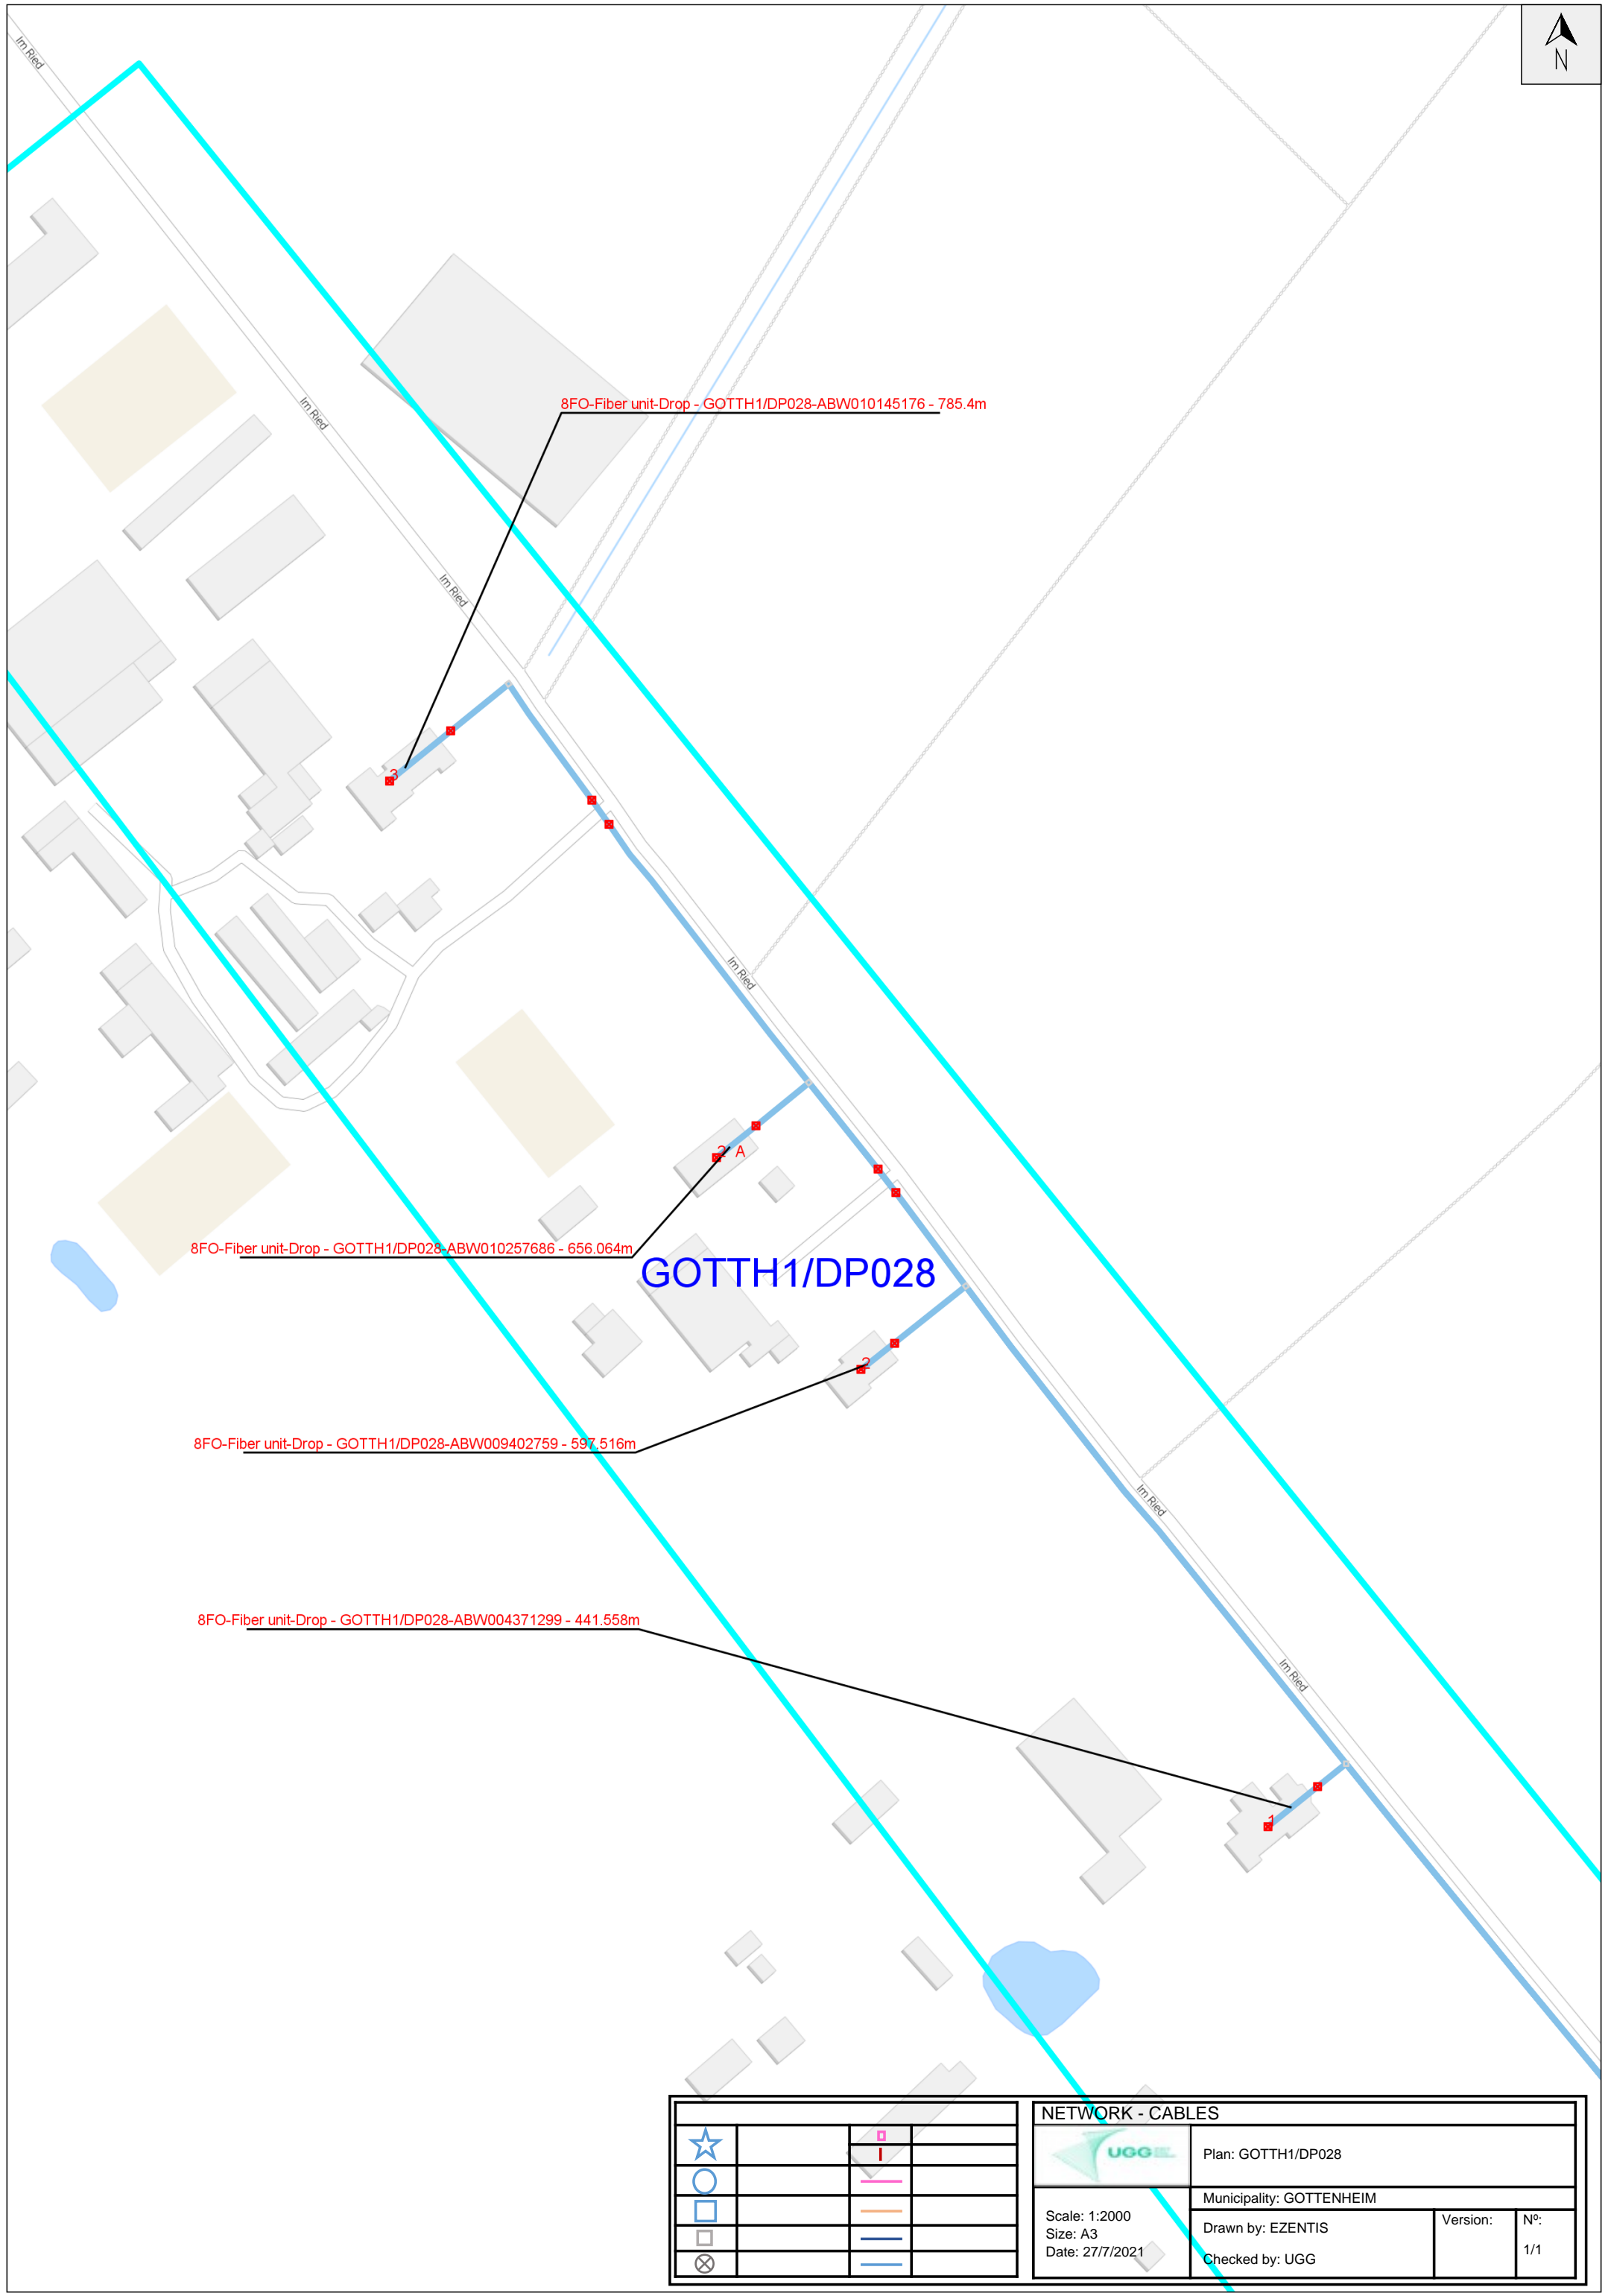 Im Ried
N
8FO-Fiber unit-Drop - GOTTH1/DP028-ABW010145176 - 785.4m
Im Ried
Im Ried
3
Im Ried
2 A
8FO-Fiber unit-Drop - GOTTH1/DP028-ABW010257686 - 656.064m
GOTTH1/DP028
2
8FO-Fiber unit-Drop - GOTTH1/DP028-ABW009402759 - 597.516m
Im Ried
8FO-Fiber unit-Drop - GOTTH1/DP028-ABW004371299 - 441.558m
Im Ried
1
NETWORK - CABLES
UGG
Plan: GOTTH1/DP028
Municipality: GOTTENHEIM
Scale: 1:2000
Size: A3
Date: 27/7/2021
Drawn by: EZENTIS
Checked by: UGG
Version:
Nº:
1/1